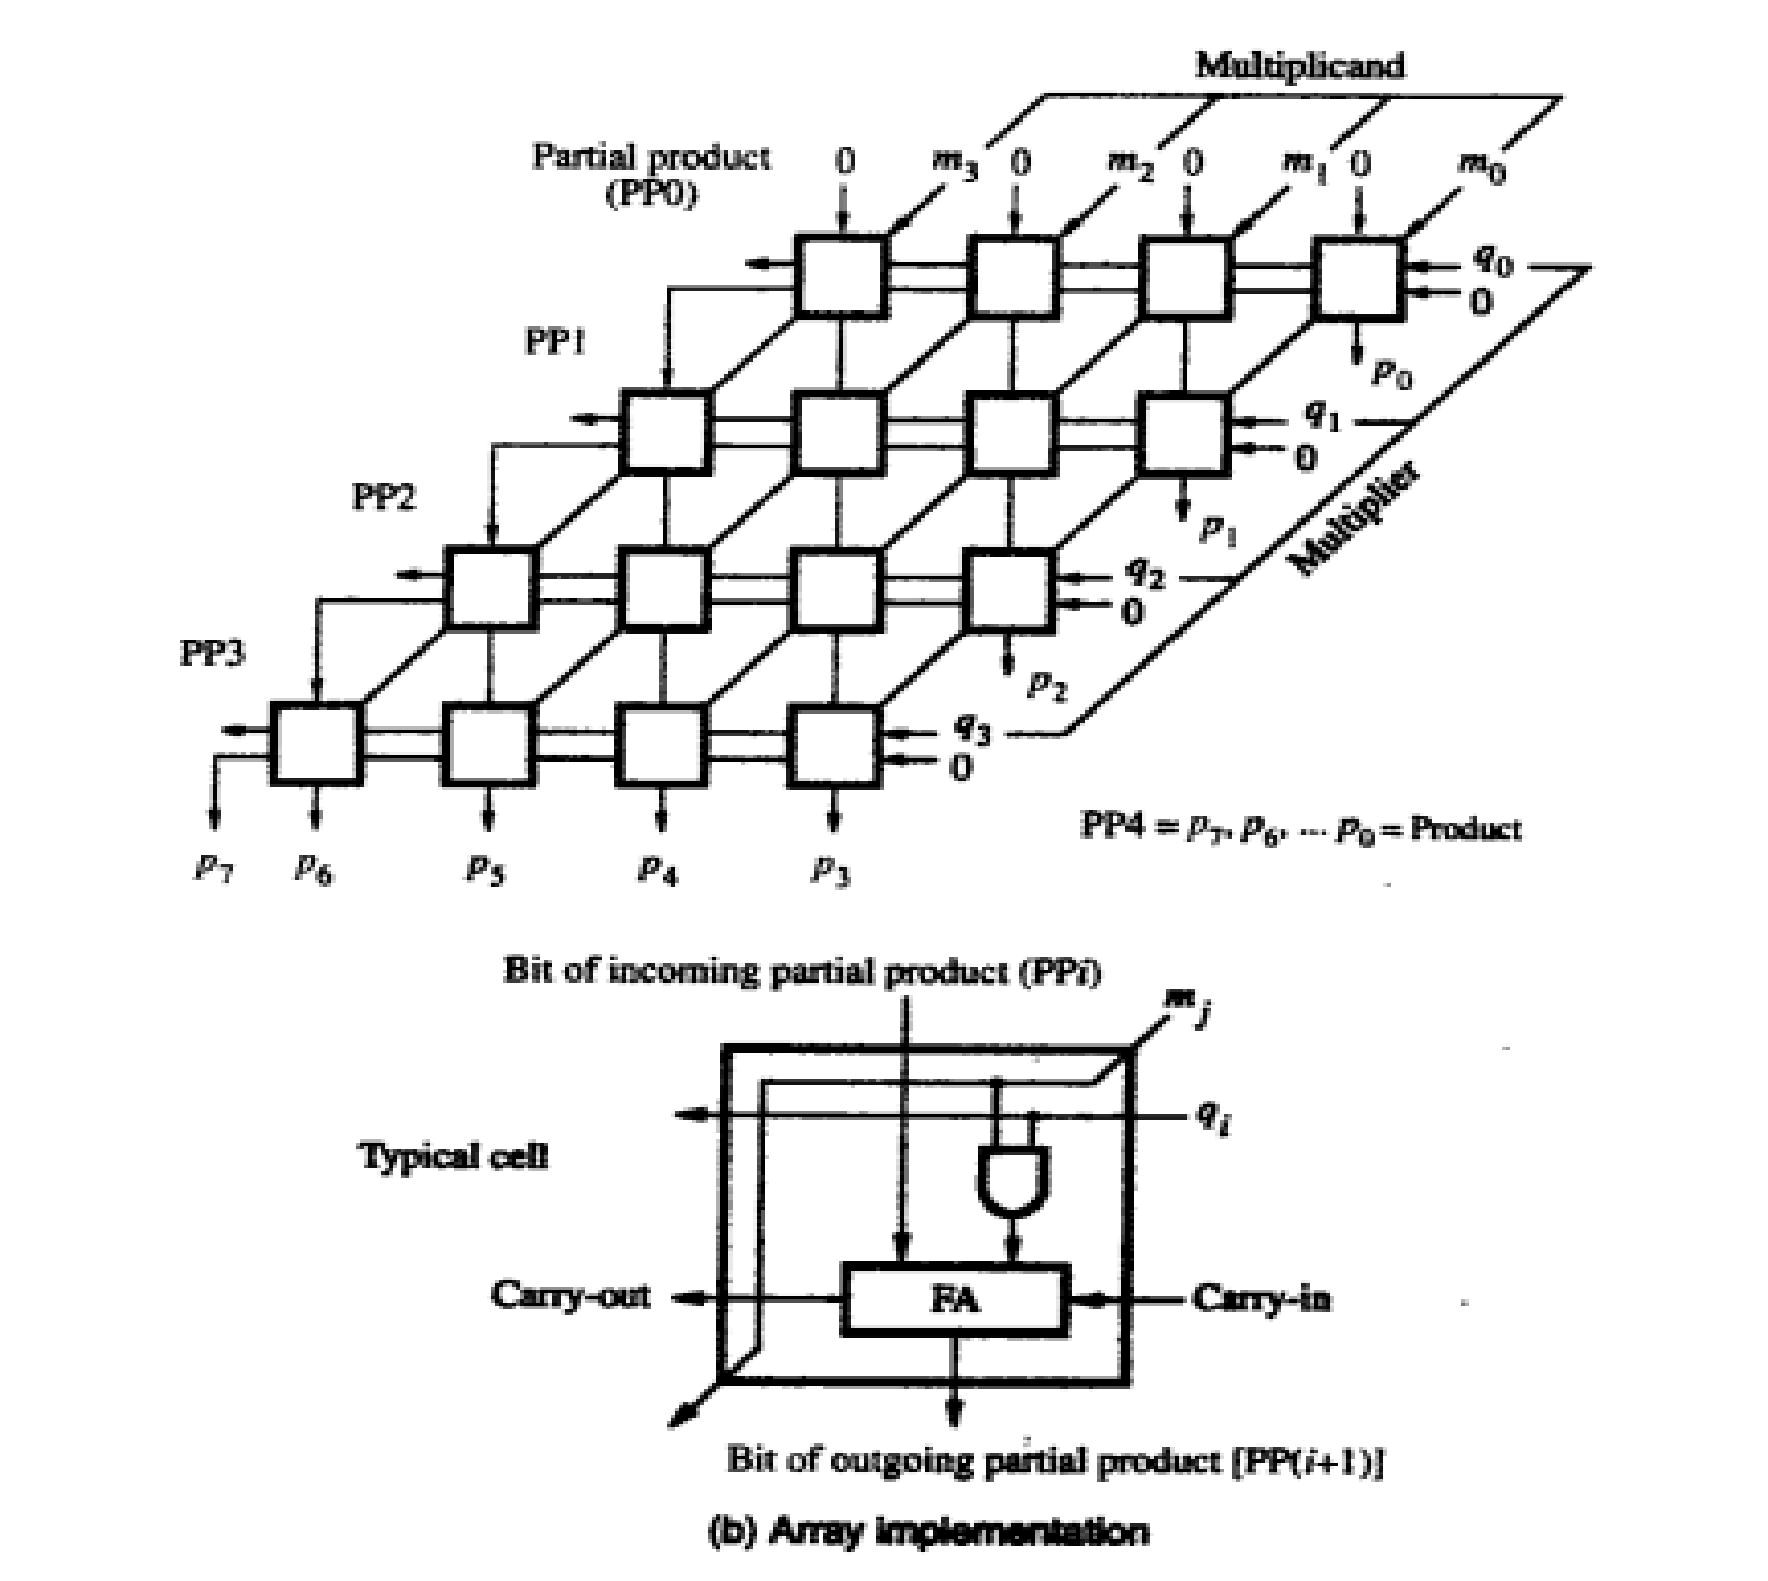 Multiplicand
Partial product 0 m3 0 m2 0 m1 0 m0
(PP0)
q0
0
PP1
p0
q1
0
PP2
p1
Multiplier
q2
0
PP3
p2
q3
0
PP4 = p7, p6, ... p0 = Product
p7 p6 p5 p4 p3
Bit of incoming partial product (PPi)
mj
qi
Typical cell
Carry-out FA Carry-in
Bit of outgoing partial product [PP(i+1)]
(b) Array implementation